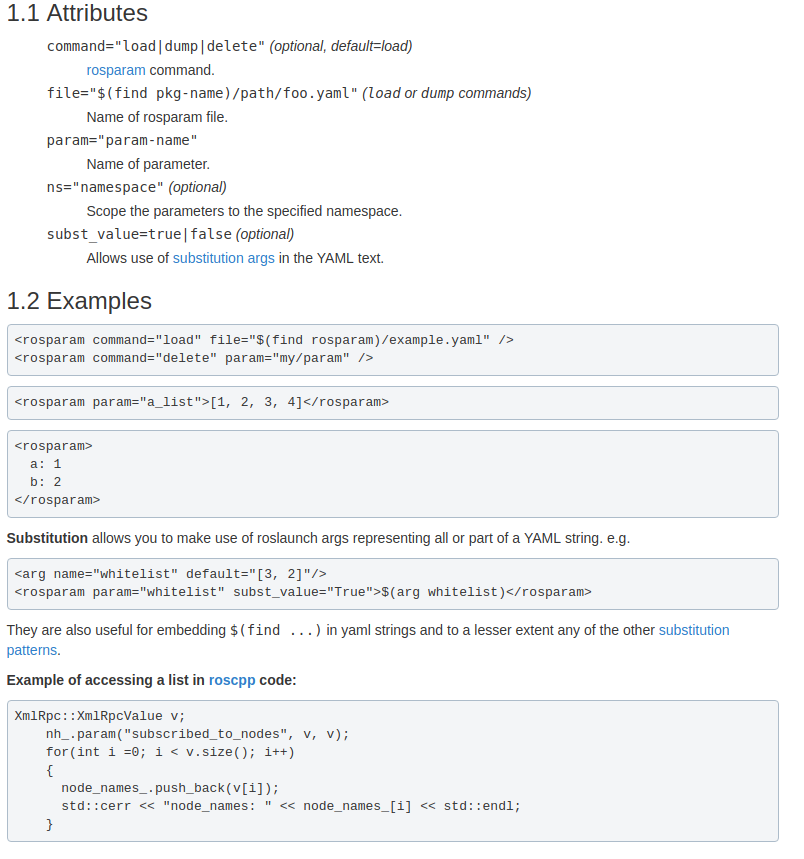 1.1 Attributes
command="load|dump|delete" (optional, default=load)
rosparam command.
file="$(find pkg-name)/path/foo.yaml" (load or dump commands)
Name of rosparam file.
param="param-name"
Name of parameter.
ns="namespace" (optional)
Scope the parameters to the specified namespace.
subst_value=true|false (optional)
Allows use of substitution args in the YAML text.
1.2 Examples
<rosparam command="load" file="$(find rosparam)/example.yaml" />
<rosparam command="delete" param="my/param" />
<rosparam param="a_list">[1, 2, 3, 4]</rosparam>
<rosparam>
  a: 1
  b: 2
</rosparam>
Substitution allows you to make use of roslaunch args representing all or part of a YAML string. e.g.
<arg name="whitelist" default="[3, 2]"/>
<rosparam param="whitelist" subst_value="True">$(arg whitelist)</rosparam>
They are also useful for embedding $(find ...) in yaml strings and to a lesser extent any of the other substitution
patterns.
Example of accessing a list in roscpp code:
XmlRpc::XmlRpcValue v;
    nh_.param("subscribed_to_nodes", v, v);
    for(int i =0; i < v.size(); i++)
    {
      node_names_.push_back(v[i]);
      std::cerr << "node_names: " << node_names_[i] << std::endl;
    }